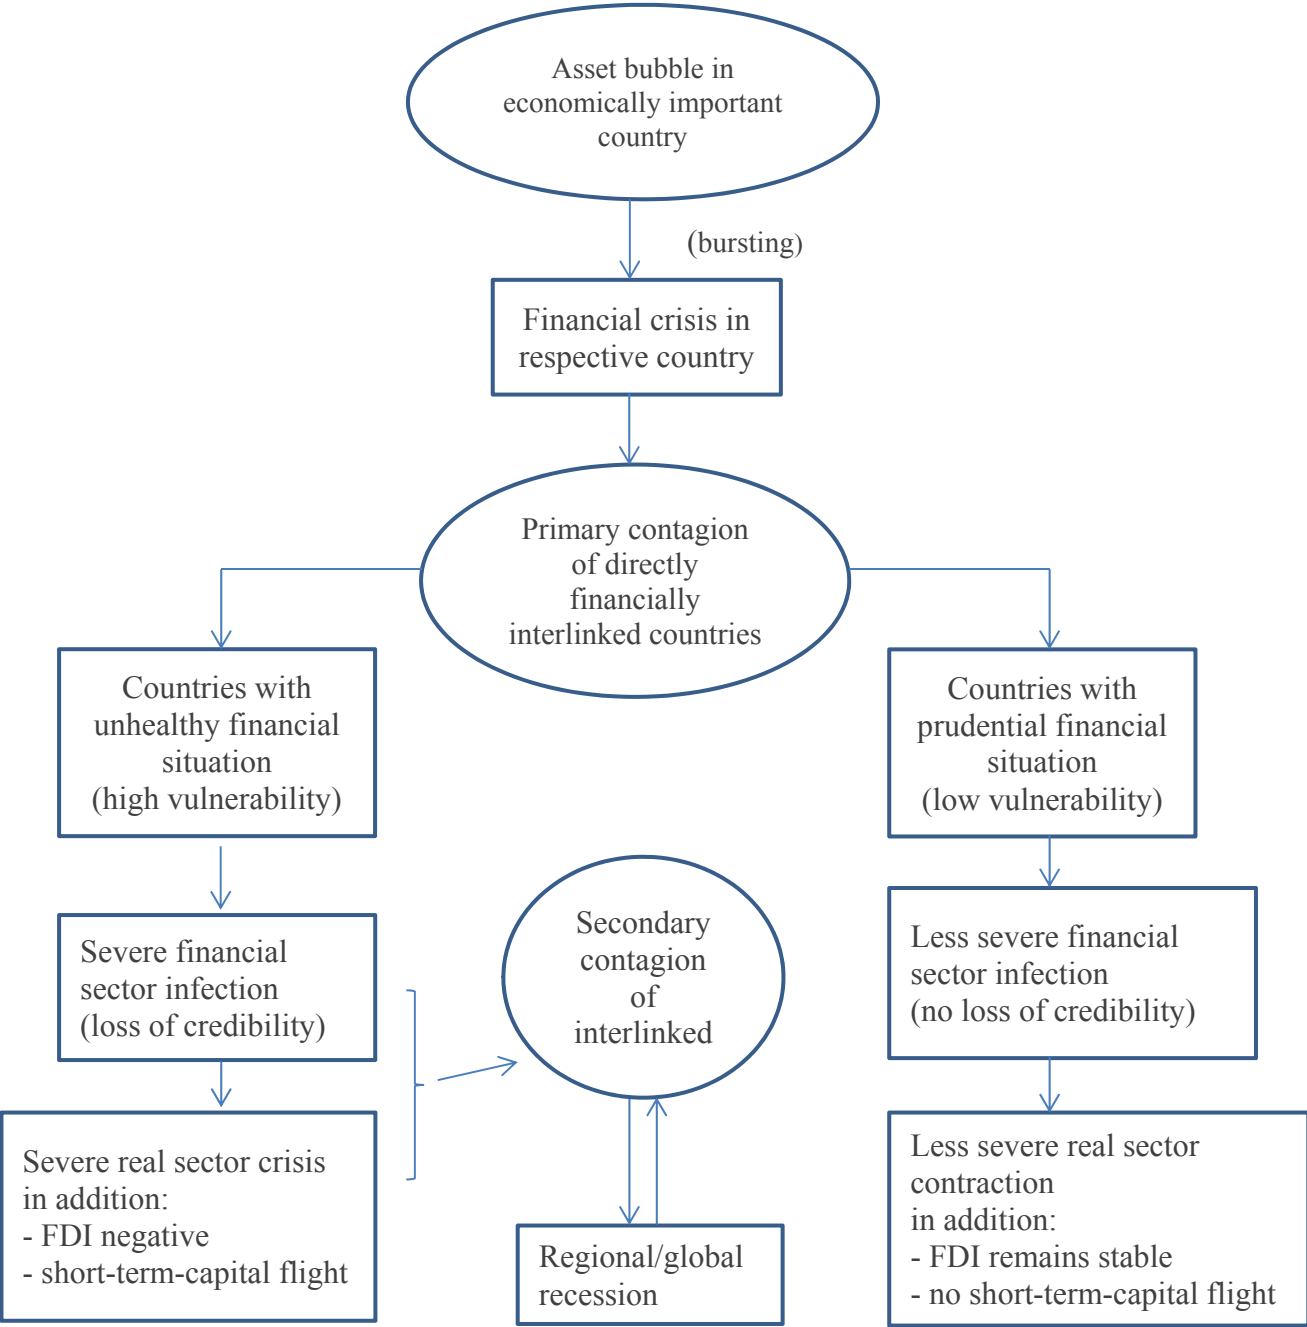 Asset bubble in
economically important
country
(bursting)
Financial crisis in
respective country
Primary contagion
of directly
financially
interlinked countries
Countries with
unhealthy financial
situation
(high vulnerability)
Countries with
prudential financial
situation
(low vulnerability)
Severe financial
sector infection
(loss of credibility)
Secondary
contagion
of
interlinked
Less severe financial
sector infection
(no loss of credibility)
Severe real sector crisis
in addition:
- FDI negative
- short-term-capital flight
Regional/global
recession
Less severe real sector
contraction
in addition:
- FDI remains stable
- no short-term-capital flight